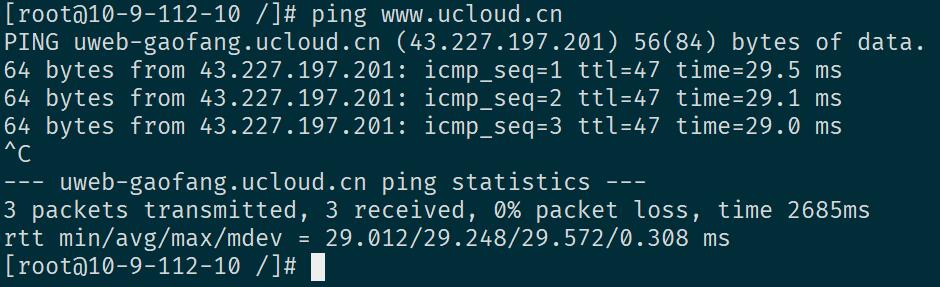 [root@10-9-112-10 /]# ping www.ucloud.cn
PING uweb-gaofang.ucloud.cn (43.227.197.201) 56(84) bytes of data.
64 bytes from 43.227.197.201: icmp_seq=1 ttl=47 time=29.5 ms
64 bytes from 43.227.197.201: icmp_seq=2 ttl=47 time=29.1 ms
64 bytes from 43.227.197.201: icmp_seq=3 ttl=47 time=29.0 ms
^C
--- uweb-gaofang.ucloud.cn ping statistics ---
3 packets transmitted, 3 received, 0% packet loss, time 2685ms
rtt min/avg/max/mdev = 29.012/29.248/29.572/0.308 ms
[root@10-9-112-10 /]#